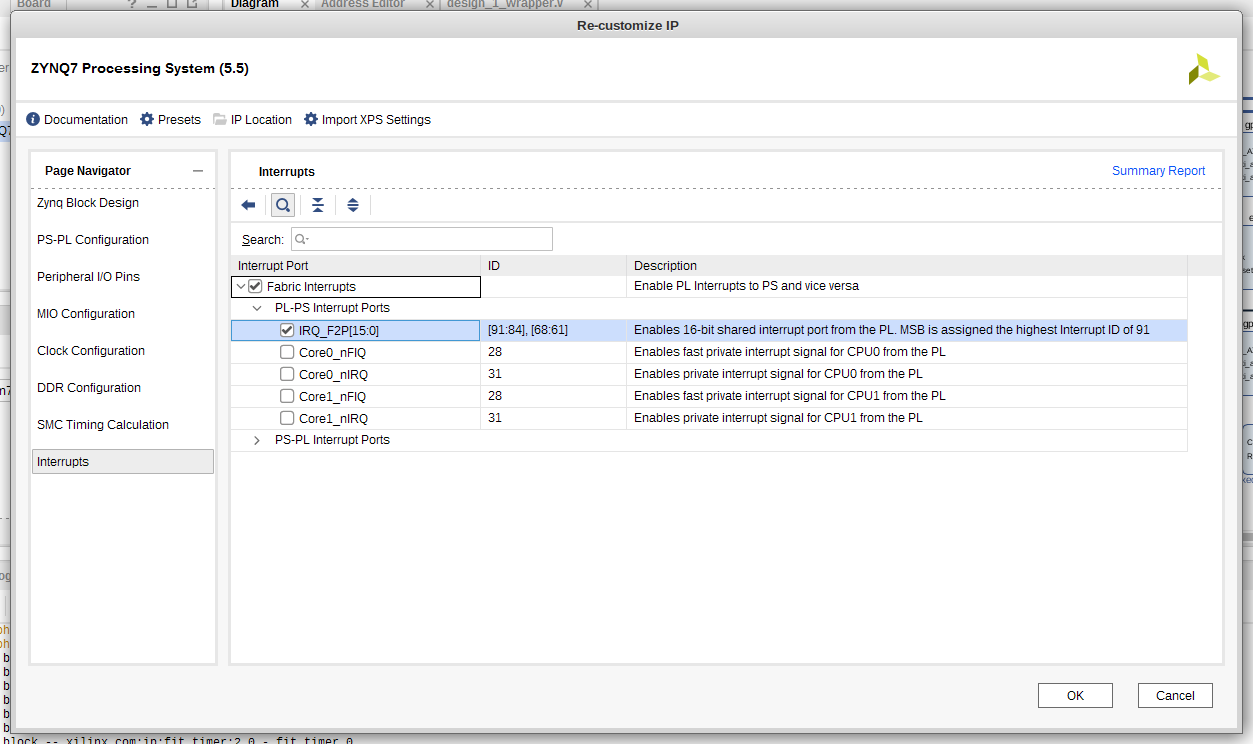 Board
Diagram
Address Editor
design_1_wrapper.v
Re-customize IP
ZYNQ7 Processing System (5.5)
Documentation Presets IP Location Import XPS Settings
Page Navigator
Zynq Block Design
PS-PL Configuration
Peripheral I/O Pins
MIO Configuration
Clock Configuration
DDR Configuration
SMC Timing Calculation
Interrupts
Interrupts Summary Report
Search:
Interrupt Port ID Description
Fabric Interrupts Enable PL Interrupts to PS and vice versa
PL-PS Interrupt Ports
IRQ_F2P[15:0] [91:84], [68:61] Enables 16-bit shared interrupt port from the PL. MSB is assigned the highest Interrupt ID of 91
Core0_nFIQ 28 Enables fast private interrupt signal for CPU0 from the PL
Core0_nIRQ 31 Enables private interrupt signal for CPU0 from the PL
Core1_nFIQ 28 Enables fast private interrupt signal for CPU1 from the PL
Core1_nIRQ 31 Enables private interrupt signal for CPU1 from the PL
PS-PL Interrupt Ports
OK Cancel
block -- xilinx.com:ip:fit_timer:2.0 - fit_timer_0